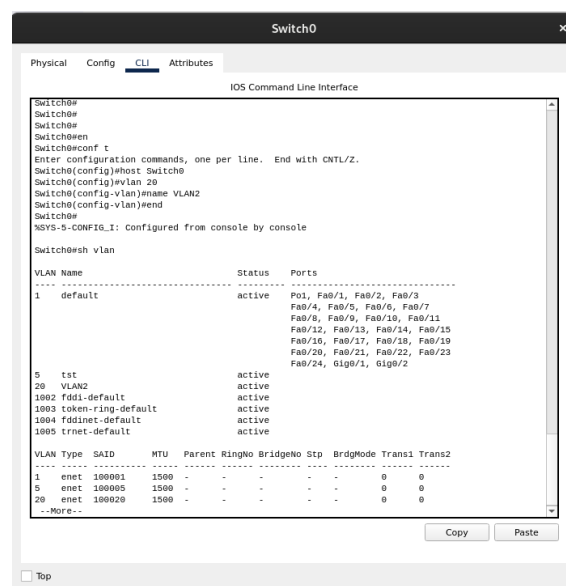 Switch0
×
Physical Config CLI Attributes
IOS Command Line Interface
Switch0#
Switch0#
Switch0#
Switch0#en
Switch0#conf t
Enter configuration commands, one per line. End with CNTL/Z.
Switch0(config)#host Switch0
Switch0(config)#vlan 20
Switch0(config-vlan)#name VLAN2
Switch0(config-vlan)#end
Switch0#
%SYS-5-CONFIG_I: Configured from console by console
Switch0#sh vlan
VLAN Name Status Ports
---- -------------------------------- --------- -------------------------------
1 default active Po1, Fa0/1, Fa0/2, Fa0/3
Fa0/4, Fa0/5, Fa0/6, Fa0/7
Fa0/8, Fa0/9, Fa0/10, Fa0/11
Fa0/12, Fa0/13, Fa0/14, Fa0/15
Fa0/16, Fa0/17, Fa0/18, Fa0/19
Fa0/20, Fa0/21, Fa0/22, Fa0/23
Fa0/24, Gig0/1, Gig0/2
5 tst active
20 VLAN2 active
1002 fddi-default active
1003 token-ring-default active
1004 fddinet-default active
1005 trnet-default active
VLAN Type SAID MTU Parent RingNo BridgeNo Stp BrdgMode Trans1 Trans2
---- ----- ---------- ----- ------ ------ -------- ---- -------- ------ ------
1 enet 100001 1500 - - - - - 0 0
5 enet 100005 1500 - - - - - 0 0
20 enet 100020 1500 - - - - - 0 0
--More--
Copy Paste
Top